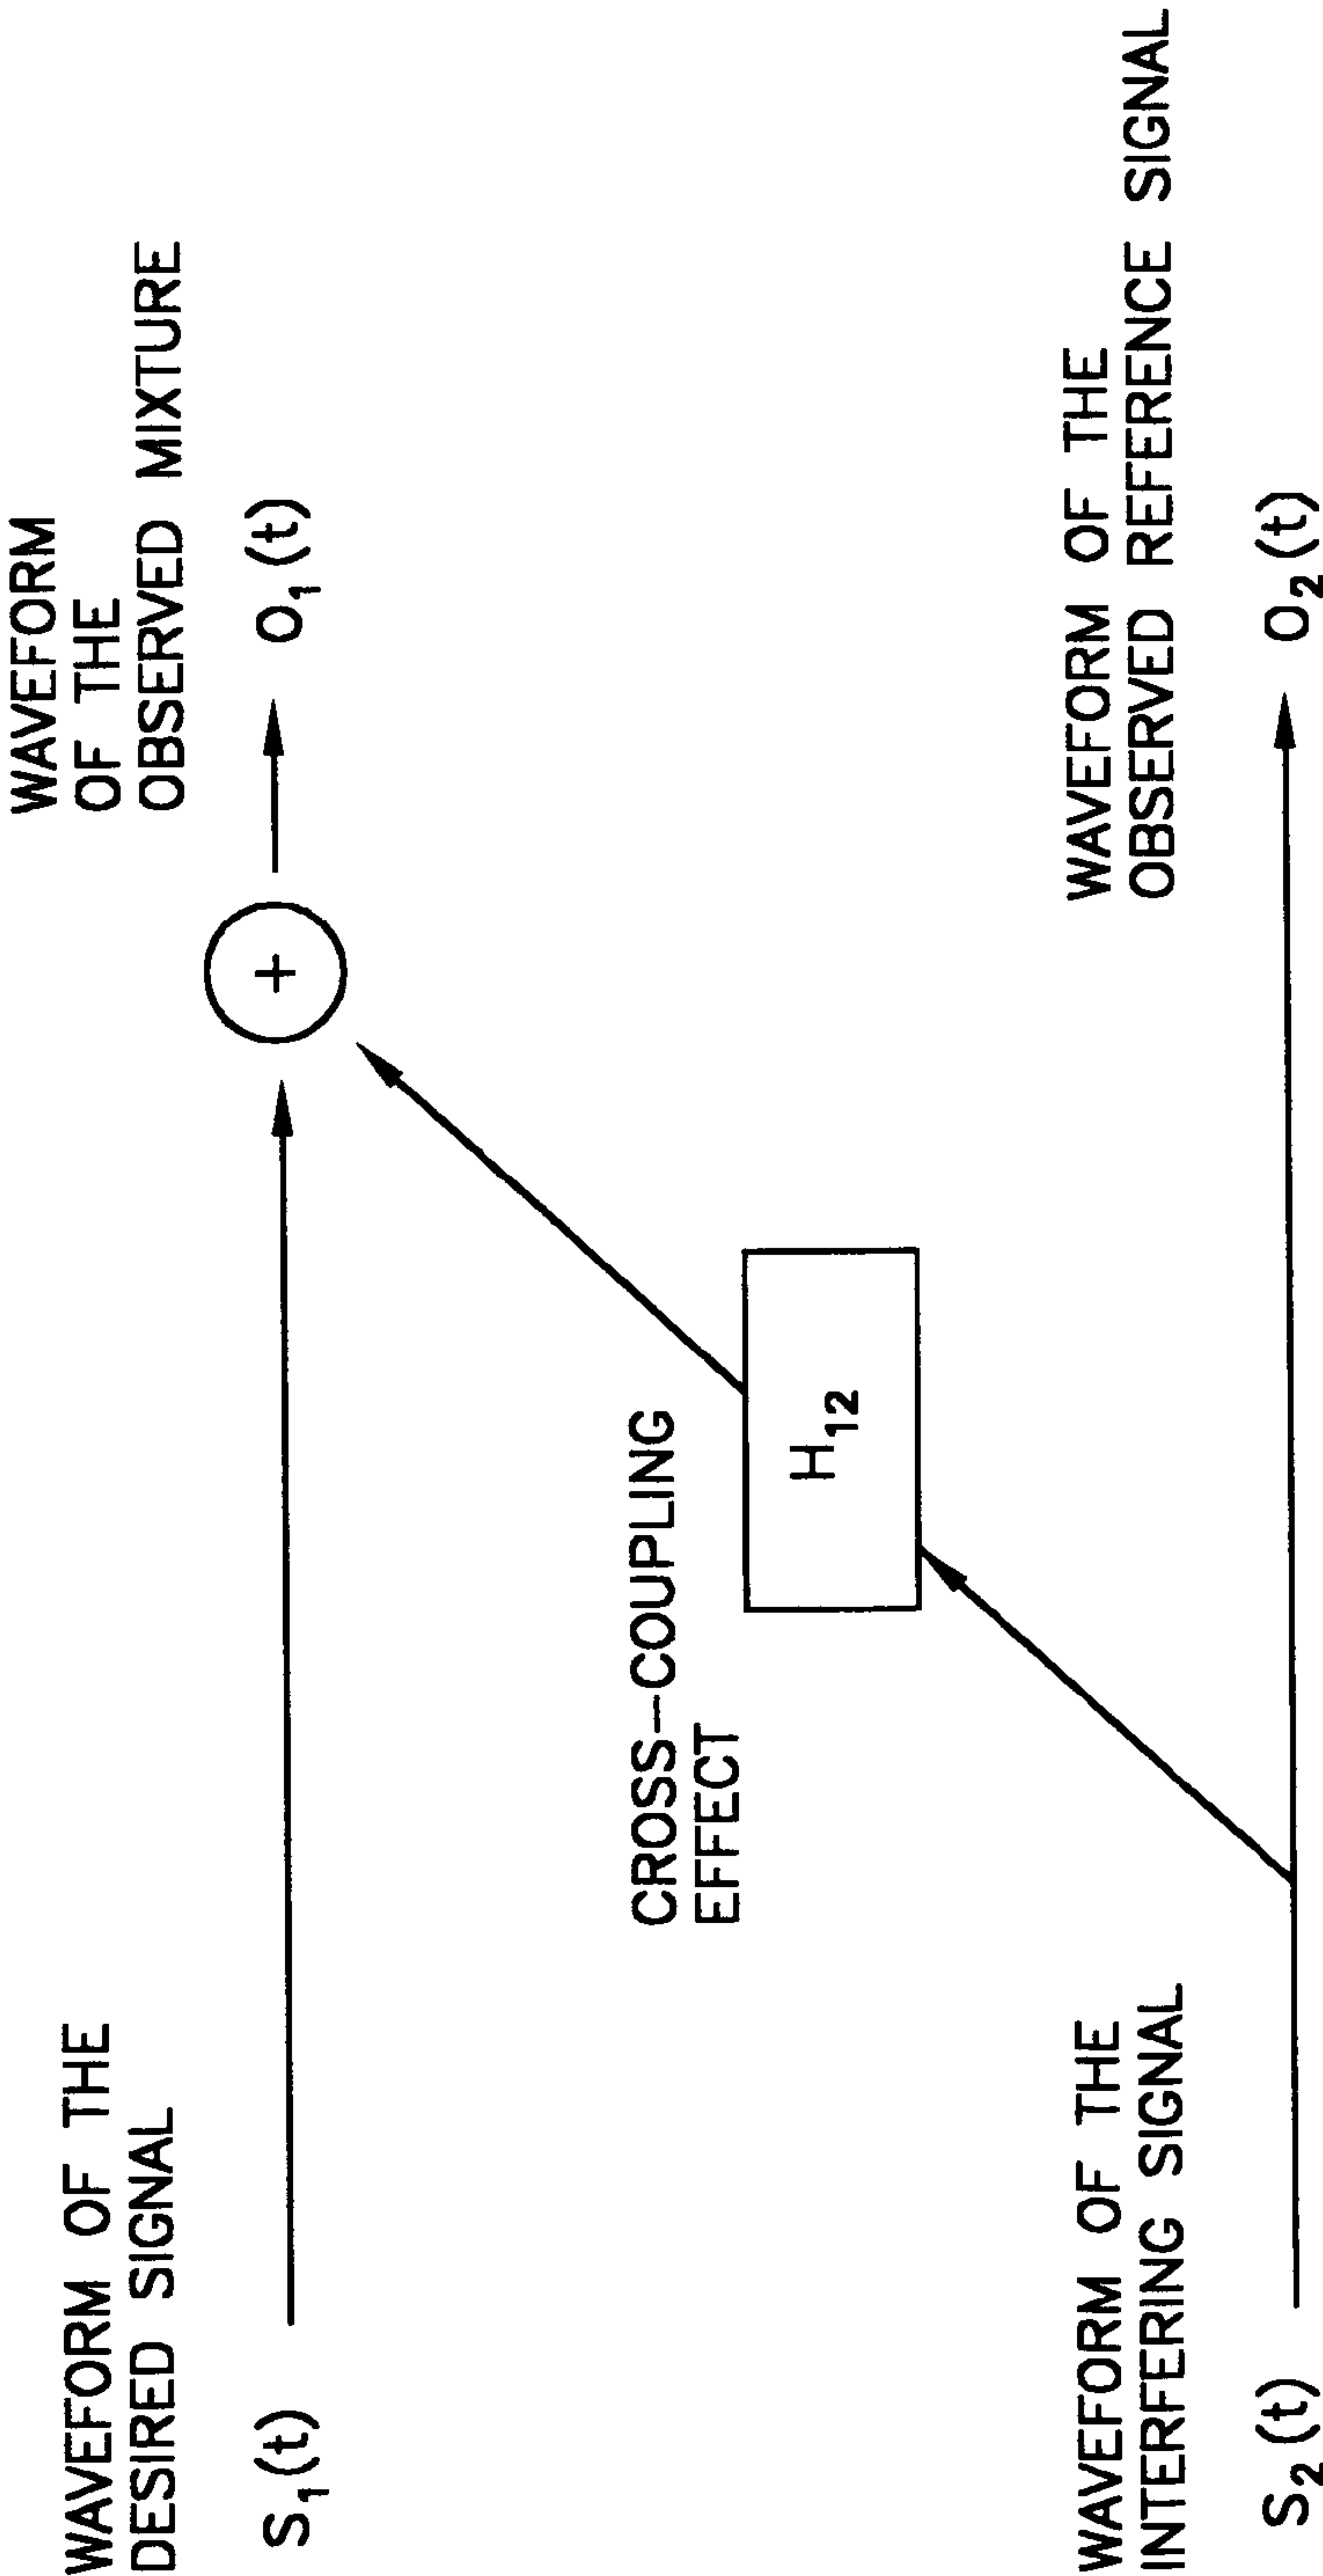 WAVEFORM OF THE
DESIRED SIGNAL
S₁(t)
WAVEFORM
OF THE
OBSERVED MIXTURE
+
O₁(t)
CROSS-COUPLING
EFFECT
H₁₂
WAVEFORM OF THE
INTERFERING SIGNAL
S₂(t)
WAVEFORM OF THE
OBSERVED REFERENCE SIGNAL
O₂(t)